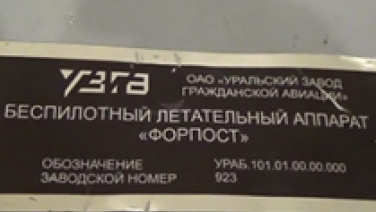 УЗГА
ОАО «УРАЛЬСКИЙ ЗАВОД
ГРАЖДАНСКОЙ АВИАЦИИ»
БЕСПИЛОТНЫЙ ЛЕТАТЕЛЬНЫЙ АППАРАТ
«ФОРПОСТ»
ОБОЗНАЧЕНИЕ УРАБ.101.01.00.00.000
ЗАВОДСКОЙ НОМЕР 923